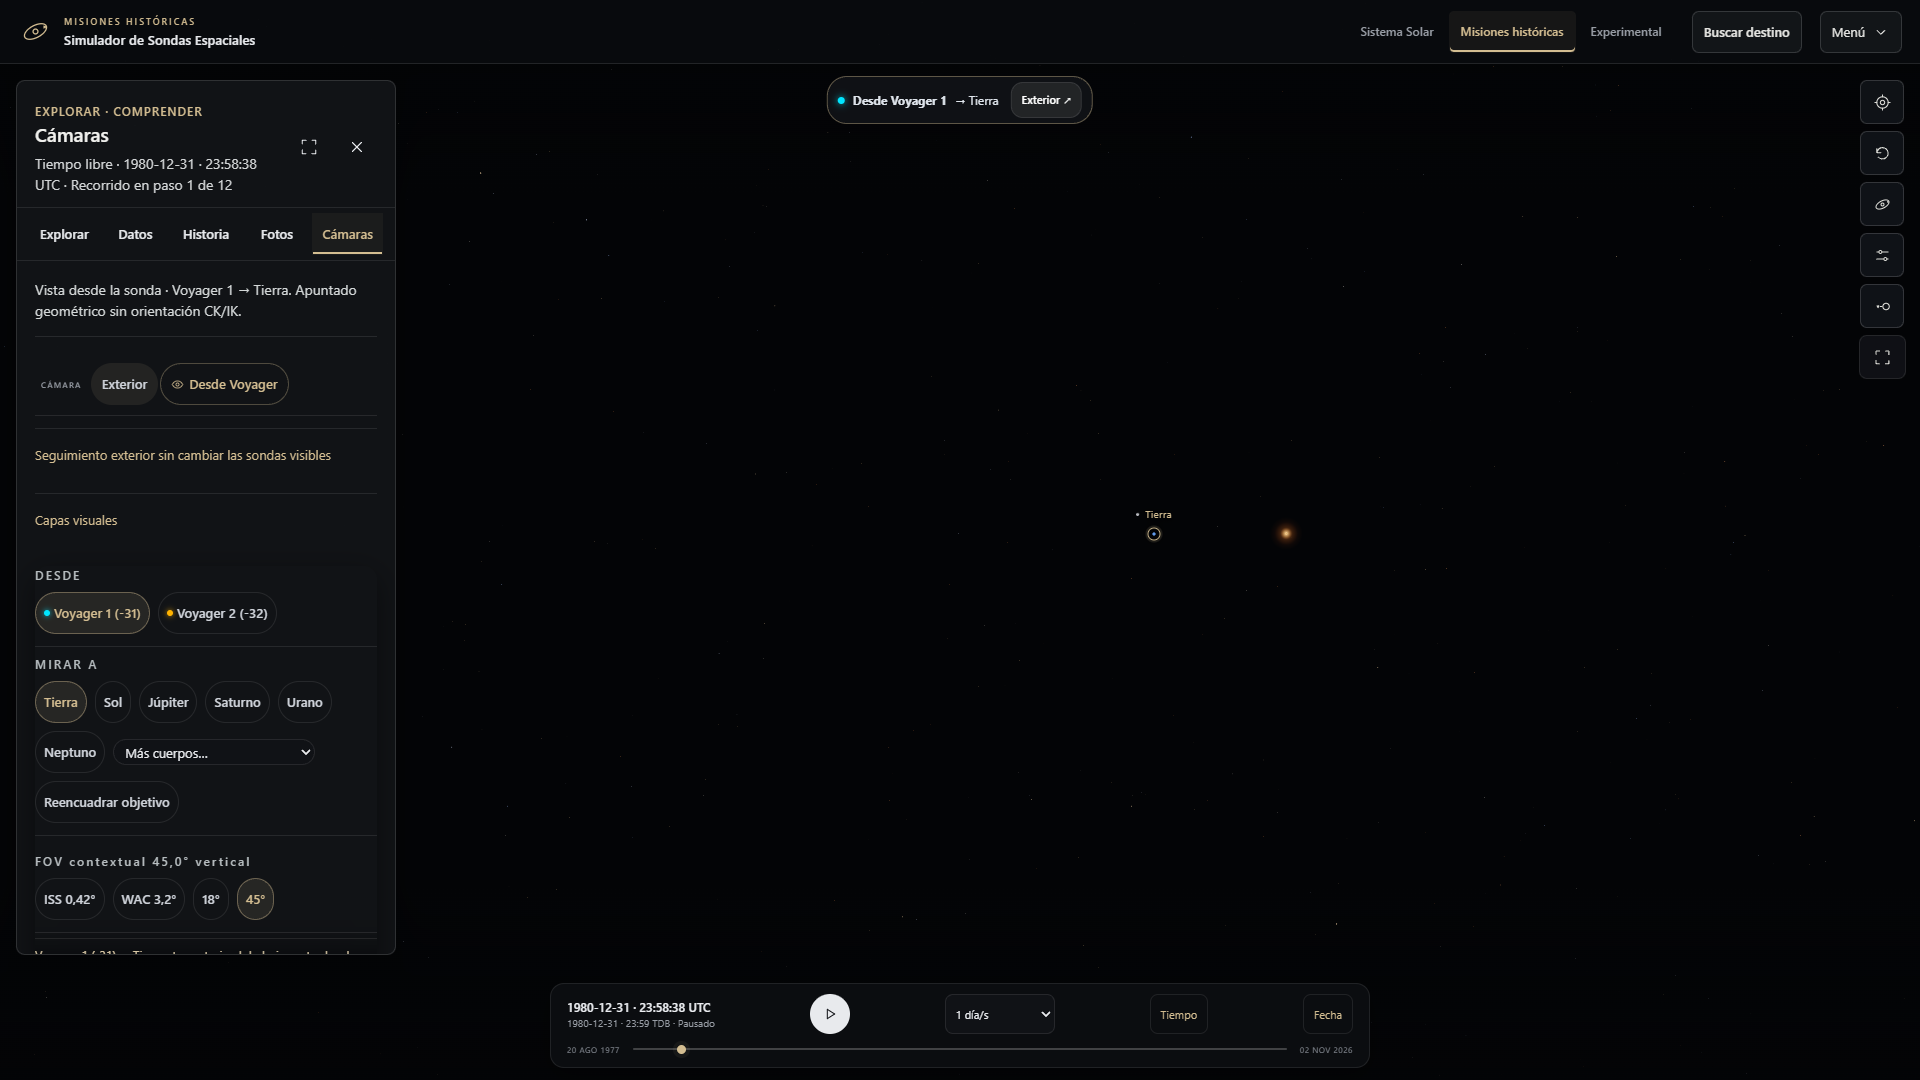 MISIONES HISTÓRICAS
Simulador de Sondas Espaciales
Sistema Solar
Misiones históricas
Experimental
Buscar destino
Menú
EXPLORAR · COMPRENDER
Cámaras
Tiempo libre · 1980-12-31 · 23:58:38
UTC · Recorrido en paso 1 de 12
Explorar
Datos
Historia
Fotos
Cámaras
Desde Voyager 1 → Tierra
Exterior ↗
Vista desde la sonda · Voyager 1 → Tierra. Apuntado
geométrico sin orientación CK/IK.
CÁMARA
Exterior
Desde Voyager
Seguimiento exterior sin cambiar las sondas visibles
Capas visuales
Tierra
DESDE
Voyager 1 (-31)
Voyager 2 (-32)
MIRAR A
Tierra
Sol
Júpiter
Saturno
Urano
Neptuno
Más cuerpos...
Reencuadrar objetivo
FOV contextual 45,0° vertical
ISS 0,42°
WAC 3,2°
18°
45°
1980-12-31 · 23:58:38 UTC
1980-12-31 · 23:59 TDB · Pausado
1 día/s
Tiempo
Fecha
20 AGO 1977
02 NOV 2026